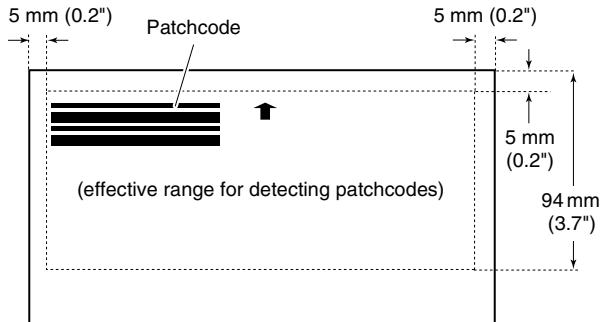 5 mm (0.2")
Patchcode
5 mm (0.2")
5 mm
(0.2")
(effective range for detecting patchcodes)
94 mm
(3.7")